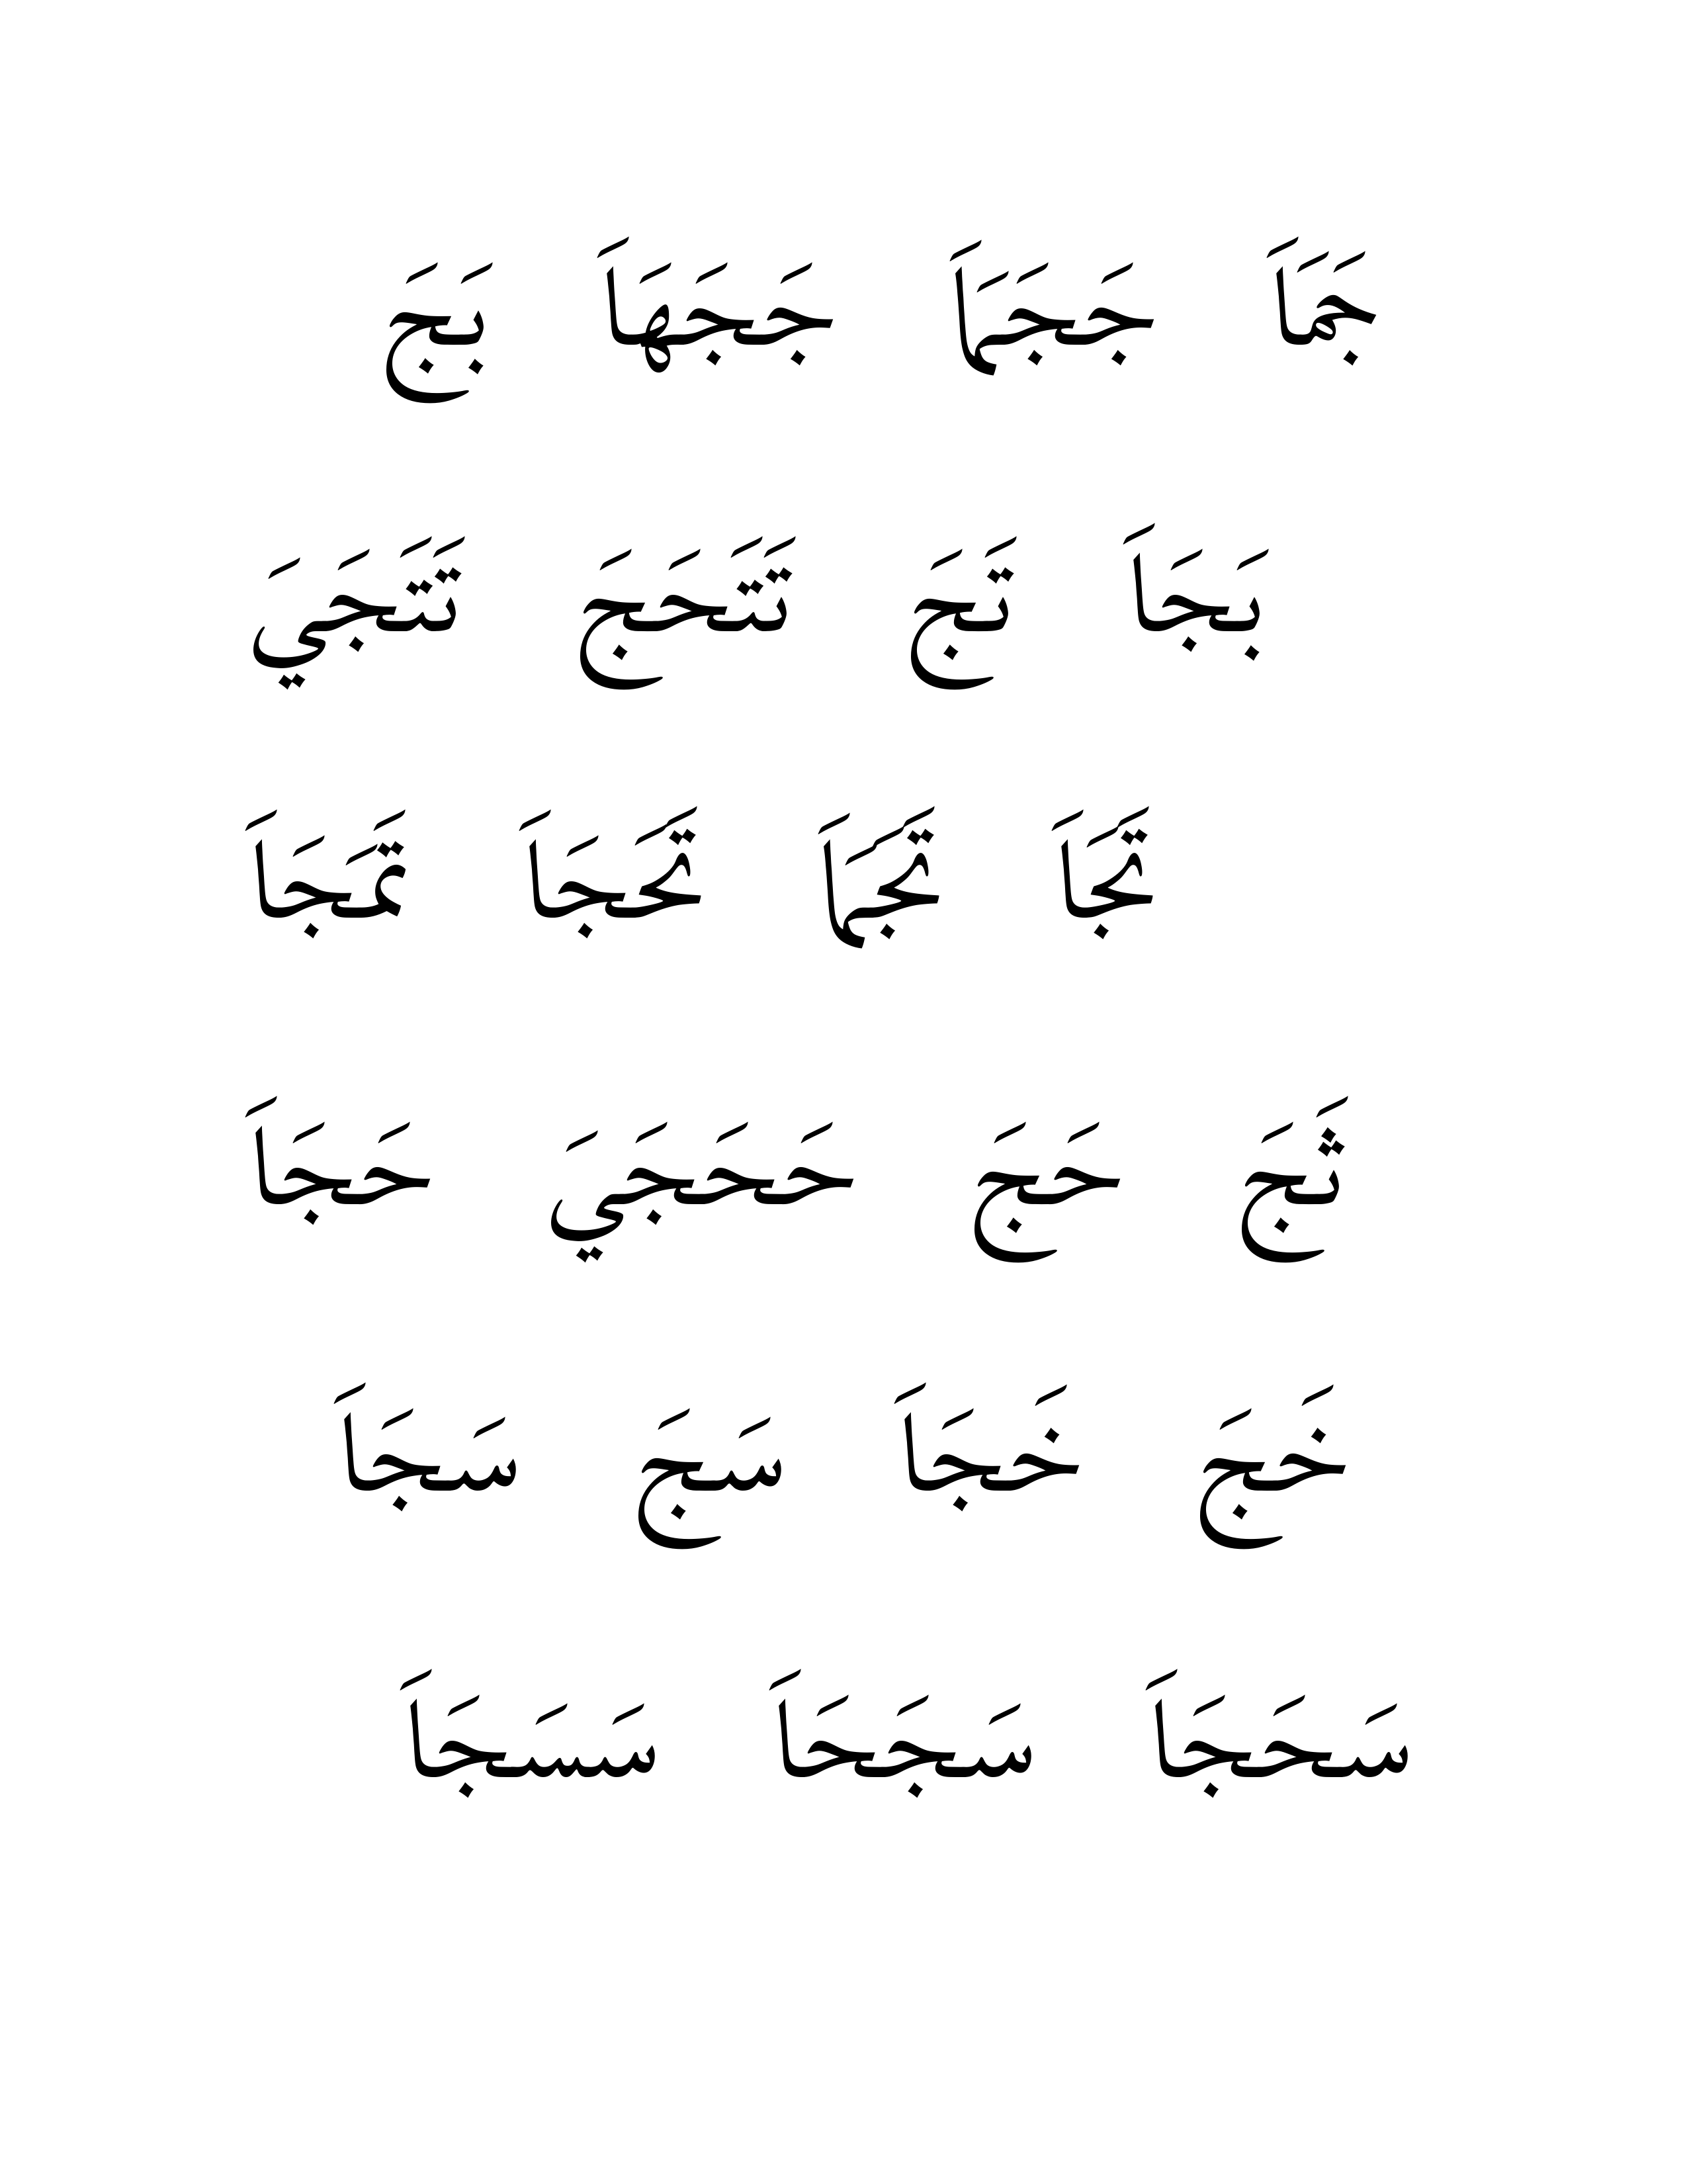 جَمَاَ جَجَمَاَ جَجَهَاَ بَجَ
بَجَاَ تَجَ تَتَحَجَ تَتَجَيَ
تَجَاَ تَجَمَاَ تَحَجَاَ تَمَجَاَ
ثَجَ حَجَ حَحَجَيَ حَجَاَ
خَجَ خَجَاَ سَجَ سَجَاَ
سَحَجَاَ سَجَحَاَ سَسَجَاَ